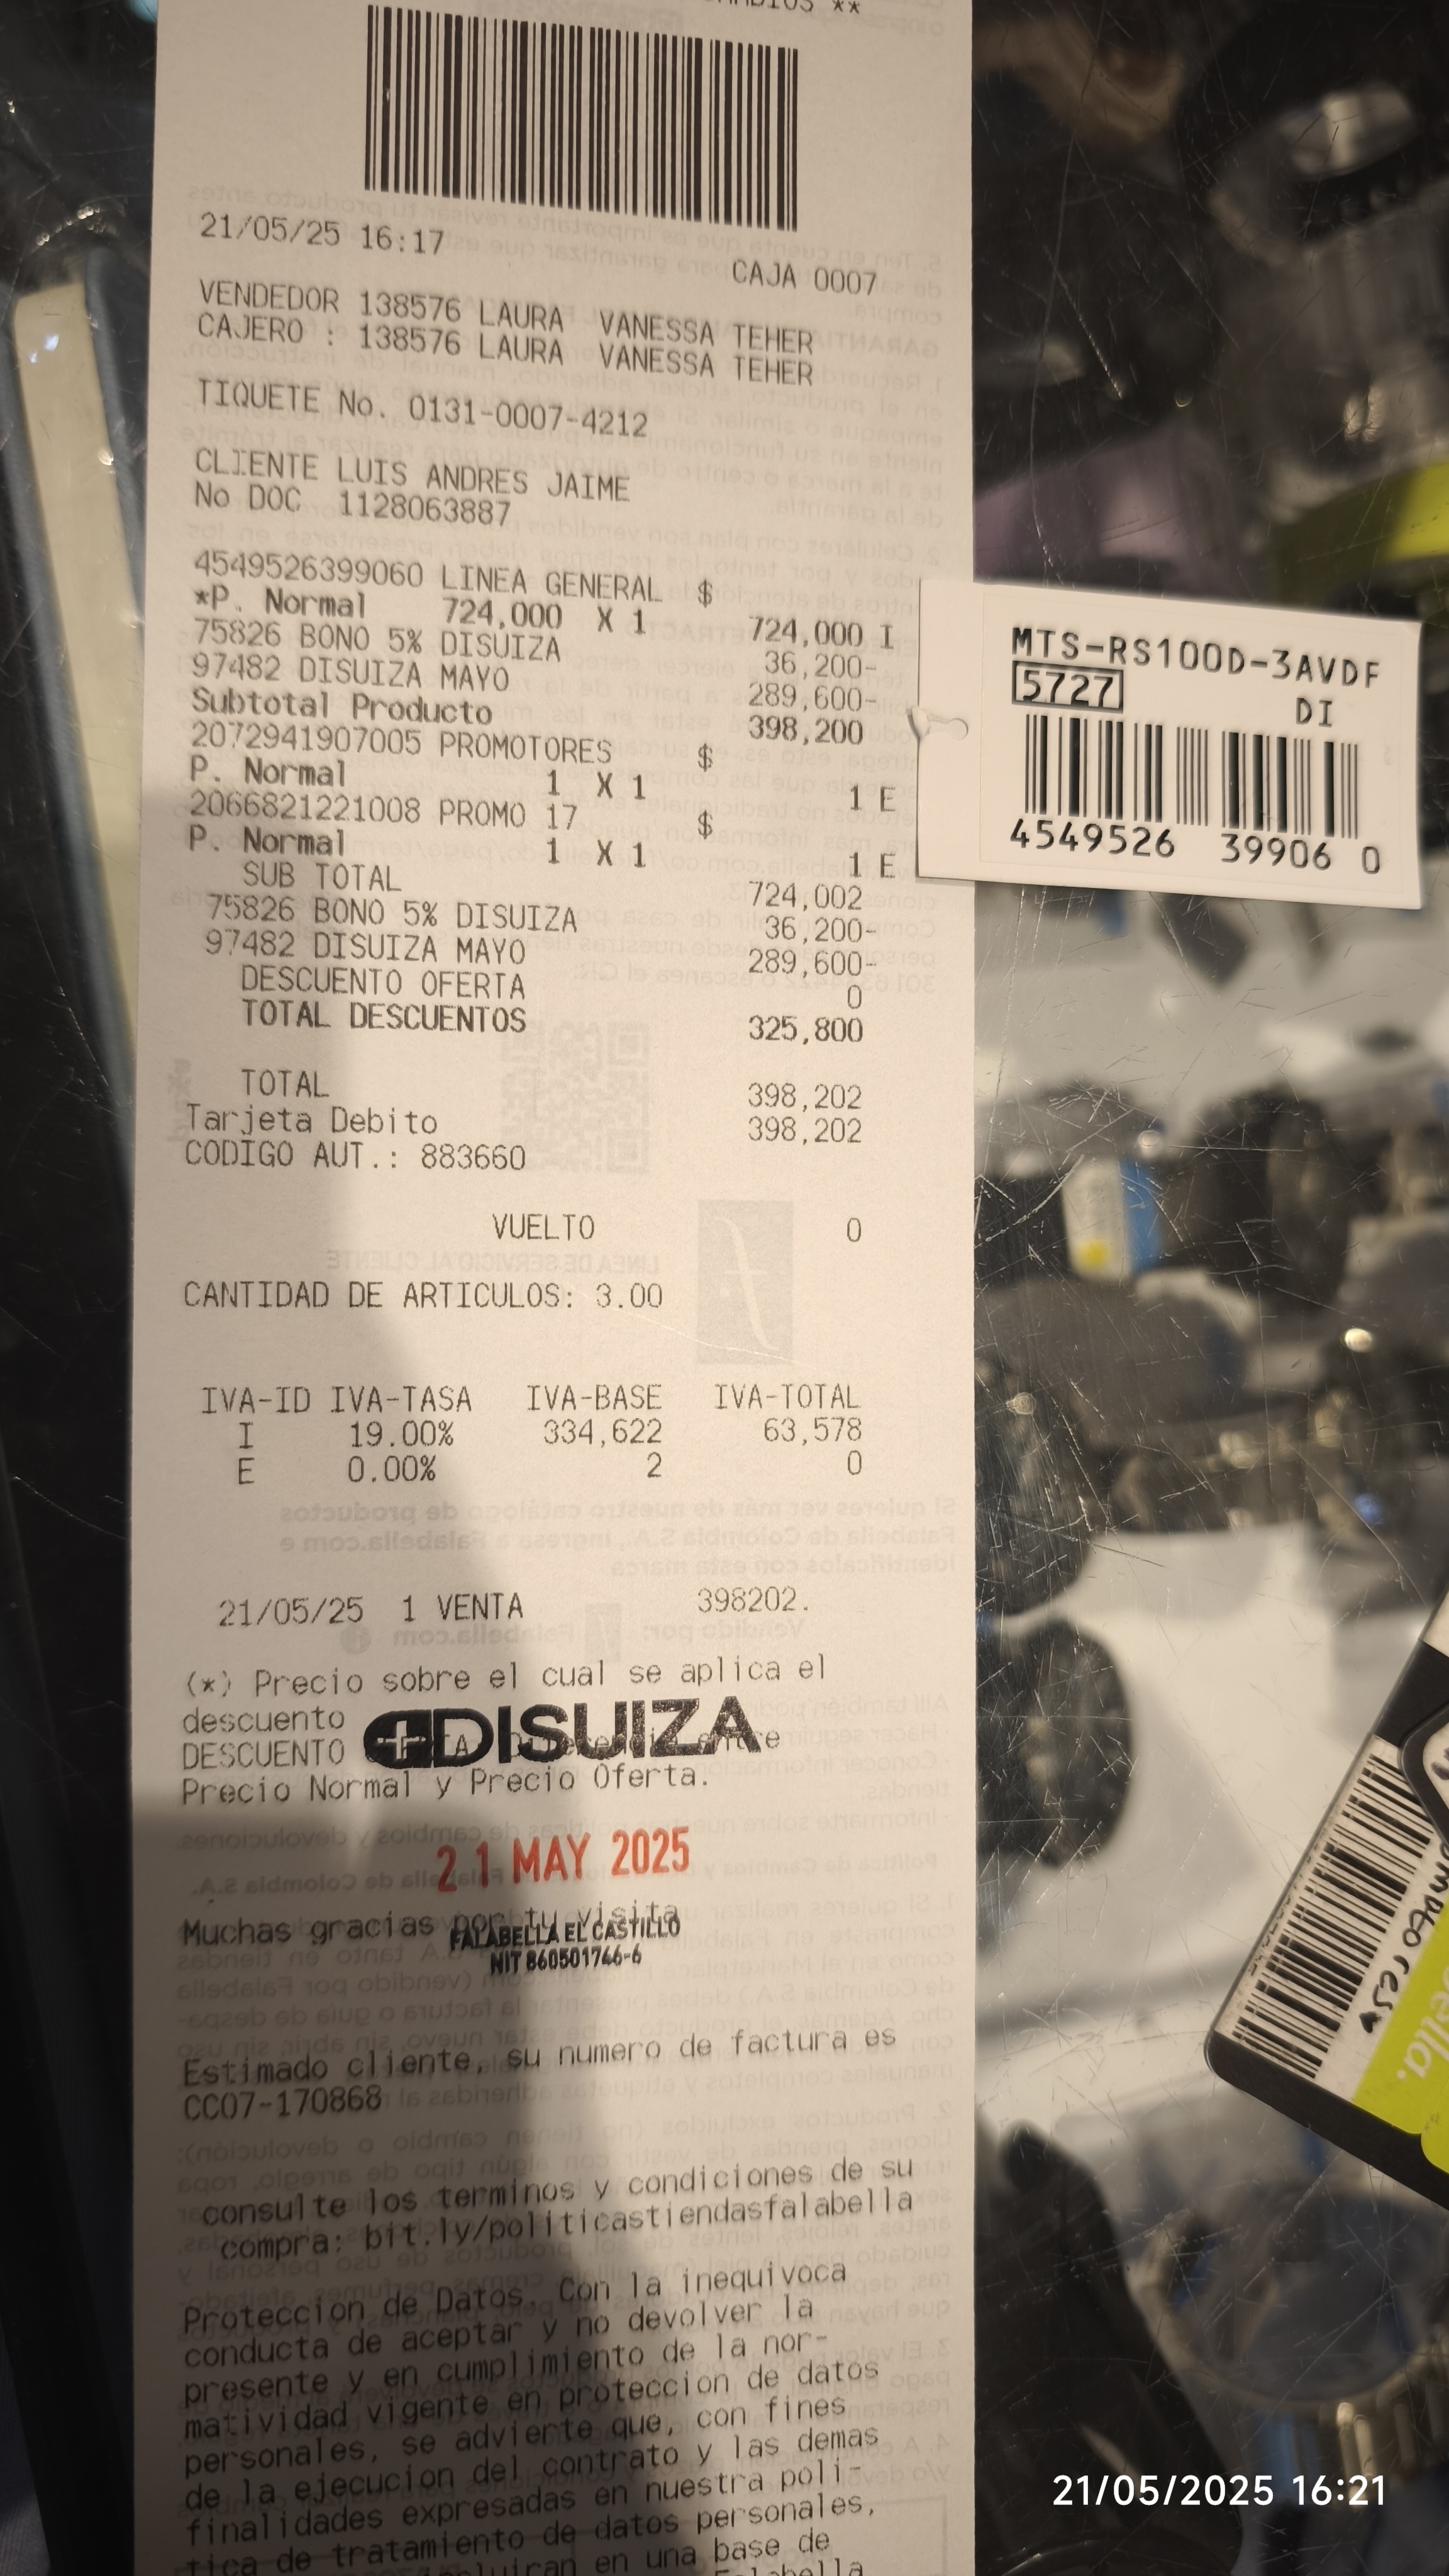 **
21/05/25 16:17
CAJA 0007
VENDEDOR 138576 LAURA VANESSA TEHER
CAJERO : 138576 LAURA VANESSA TEHER
TIQUETE No. 0131-0007-4212
CLIENTE LUIS ANDRES JAIME
No DOC 1128063887
4549526399060 LINEA GENERAL $
*P. Normal 724,000 X 1 724,000 I
75826 BONO 5% DISUIZA 36,200-
97482 DISUIZA MAYO 289,600-
Subtotal Producto 398,200
2072941907005 PROMOTORES $
P. Normal 1 X 1 1 E
2066821221008 PROMO 17 $
P. Normal 1 X 1 1 E
SUB TOTAL 724,002
75826 BONO 5% DISUIZA 36,200-
97482 DISUIZA MAYO 289,600-
DESCUENTO OFERTA 0
TOTAL DESCUENTOS 325,800
TOTAL 398,202
Tarjeta Debito 398,202
CODIGO AUT.: 883660
VUELTO 0
CANTIDAD DE ARTICULOS: 3.00
IVA-ID IVA-TASA IVA-BASE IVA-TOTAL
I 19.00% 334,622 63,578
E 0.00% 2 0
21/05/25 1 VENTA 398202.
(*) Precio sobre el cual se aplica el
descuento
DISUIZA
DESCUENTO
Precio Normal y Precio Oferta.
21 MAY 2025
Muchas gracias por tu visita
FALABELLA EL CASTILLO
NIT 860501746-6
Estimado cliente, su numero de factura es
CC07-170868
consulte los terminos y condiciones de su
compra: bit.ly/politicastiendasfalabella
Proteccion de Datos. Con la inequivoca
conducta de aceptar y no devolver la
presente y en cumplimiento de la nor-
matividad vigente en proteccion de datos
personales, se advierte que, con fines
de la ejecucion del contrato y las demas
finalidades expresadas en nuestra poli-
tica de tratamiento de datos personales,
en una base de
MTS-RS100D-3AVDF
5727
DI
4549526 39906 0
21/05/2025 16:21